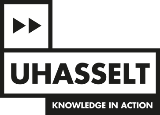 UHASSELT
KNOWLEDGE IN ACTION